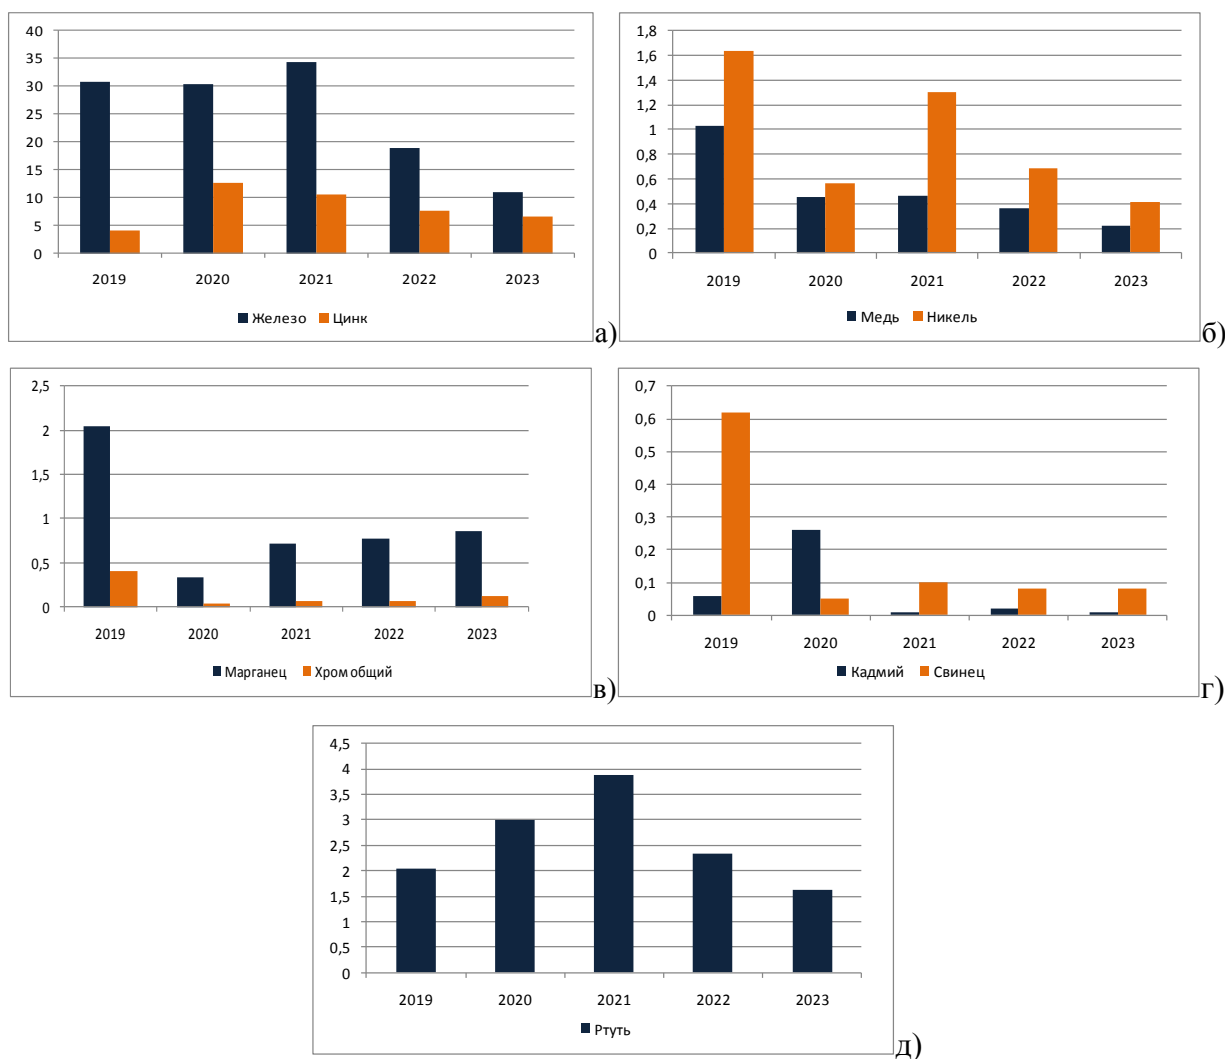 40
35
30
25
20
15
10
5
0
2019 2020 2021 2022 2023
Железо Цинк
а)
1,8
1,6
1,4
1,2
1
0,8
0,6
0,4
0,2
0
2019 2020 2021 2022 2023
Медь Никель
б)
2,5
2
1,5
1
0,5
0
2019 2020 2021 2022 2023
Марганец Хром общий
в)
0,7
0,6
0,5
0,4
0,3
0,2
0,1
0
2019 2020 2021 2022 2023
Кадмий Свинец
г)
4,5
4
3,5
3
2,5
2
1,5
1
0,5
0
2019 2020 2021 2022 2023
Ртуть
д)